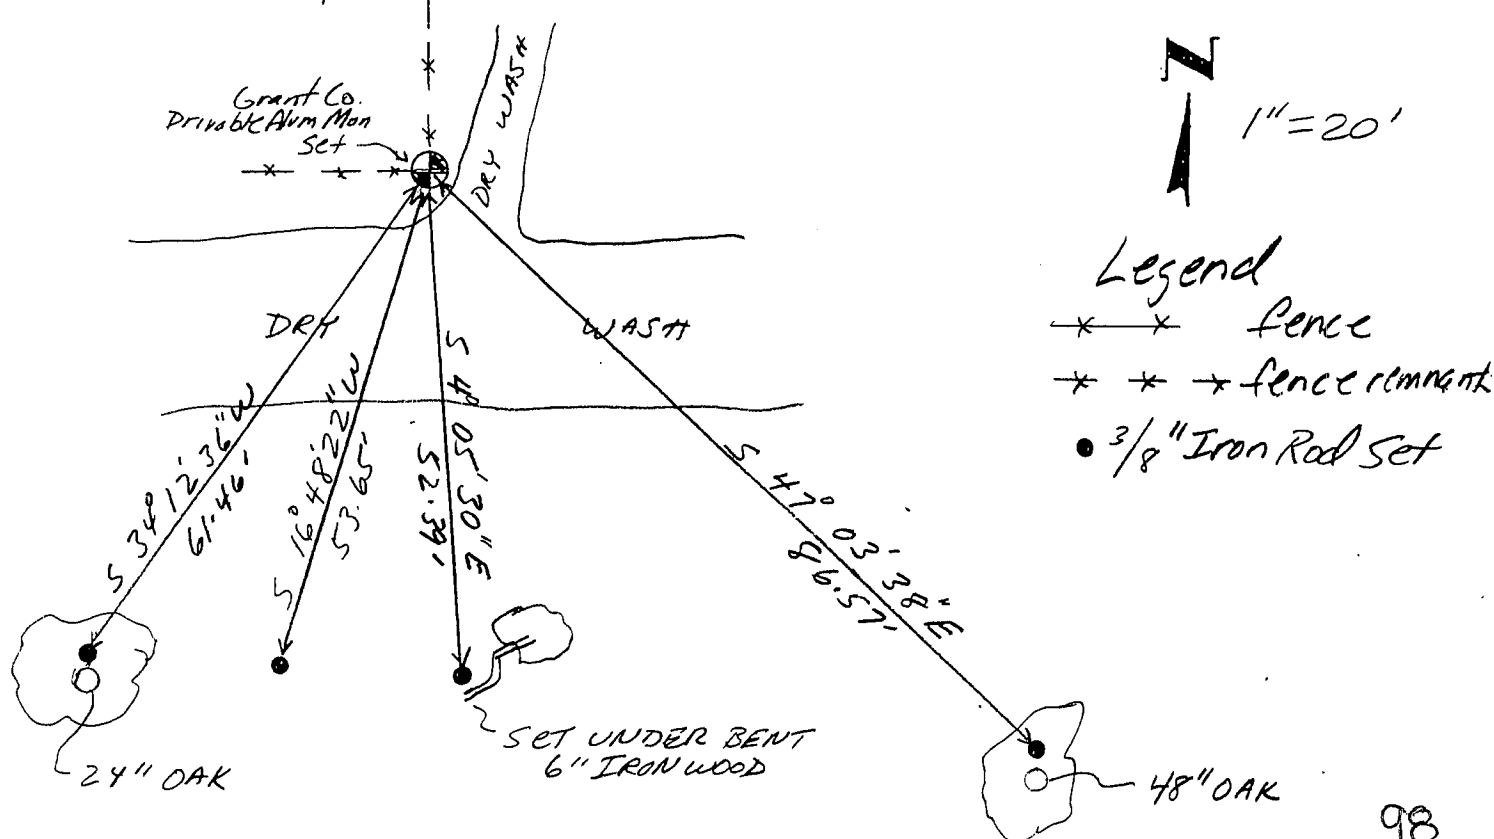 Grant Co.
Drivable Alum Mon
Set
DRY WASH
N
1"=20'
Legend
fence
fence remnant
3/8" Iron Rod Set
DRY WASH
S 34° 12' 36" W
61.46'
S 16° 48' 22" W
53.65'
S 4° 05' 30" E
52.39'
S 47° 03' 38" E
86.57'
24" OAK
SET UNDER BENT
6" IRONWOOD
48" OAK
98